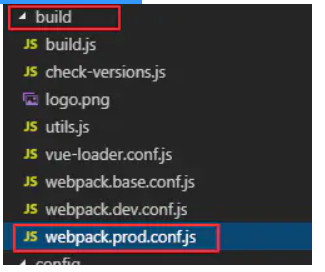 build
JS build.js
JS check-versions.js
logo.png
JS utils.js
JS vue-loader.conf.js
JS webpack.base.conf.js
JS webpack.dev.conf.js
JS webpack.prod.conf.js
config